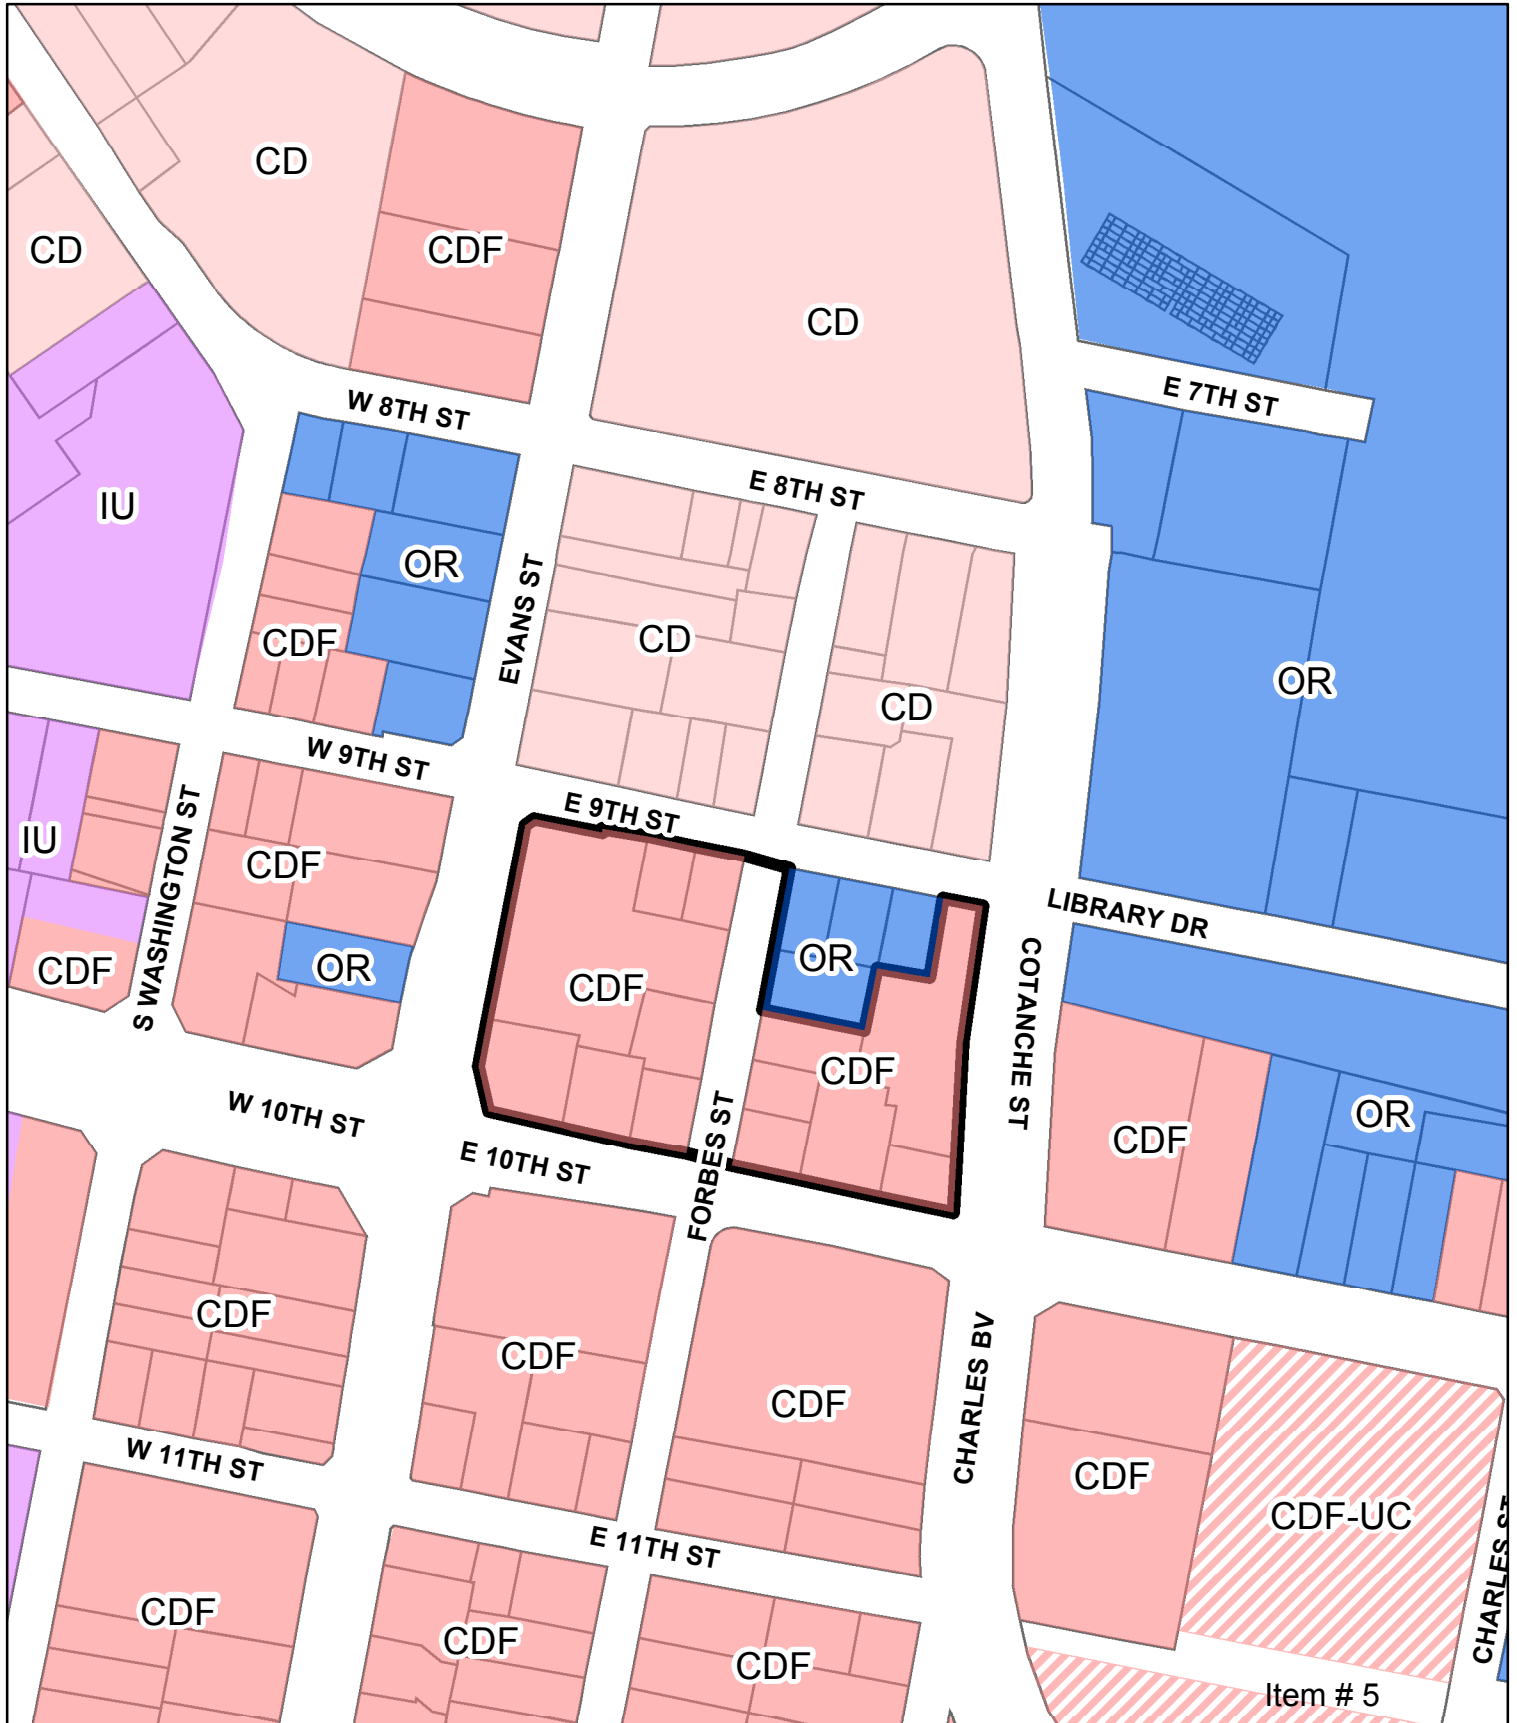 CD
CDF
CD
CD
E 7TH ST
W 8TH ST
E 8TH ST
IU
OR
EVANS ST
CDF
CD
OR
CD
W 9TH ST
E 9TH ST
S WASHINGTON ST
IU
CDF
LIBRARY DR
OR
CDF
OR
CDF
COTANCHE ST
CDF
OR
W 10TH ST
CDF
E 10TH ST
FORBES ST
CDF
CDF
CHARLES BV
CDF
CDF
CDF-UC
W 11TH ST
E 11TH ST
CHARLES ST
CDF
CDF
CDF
Item # 5